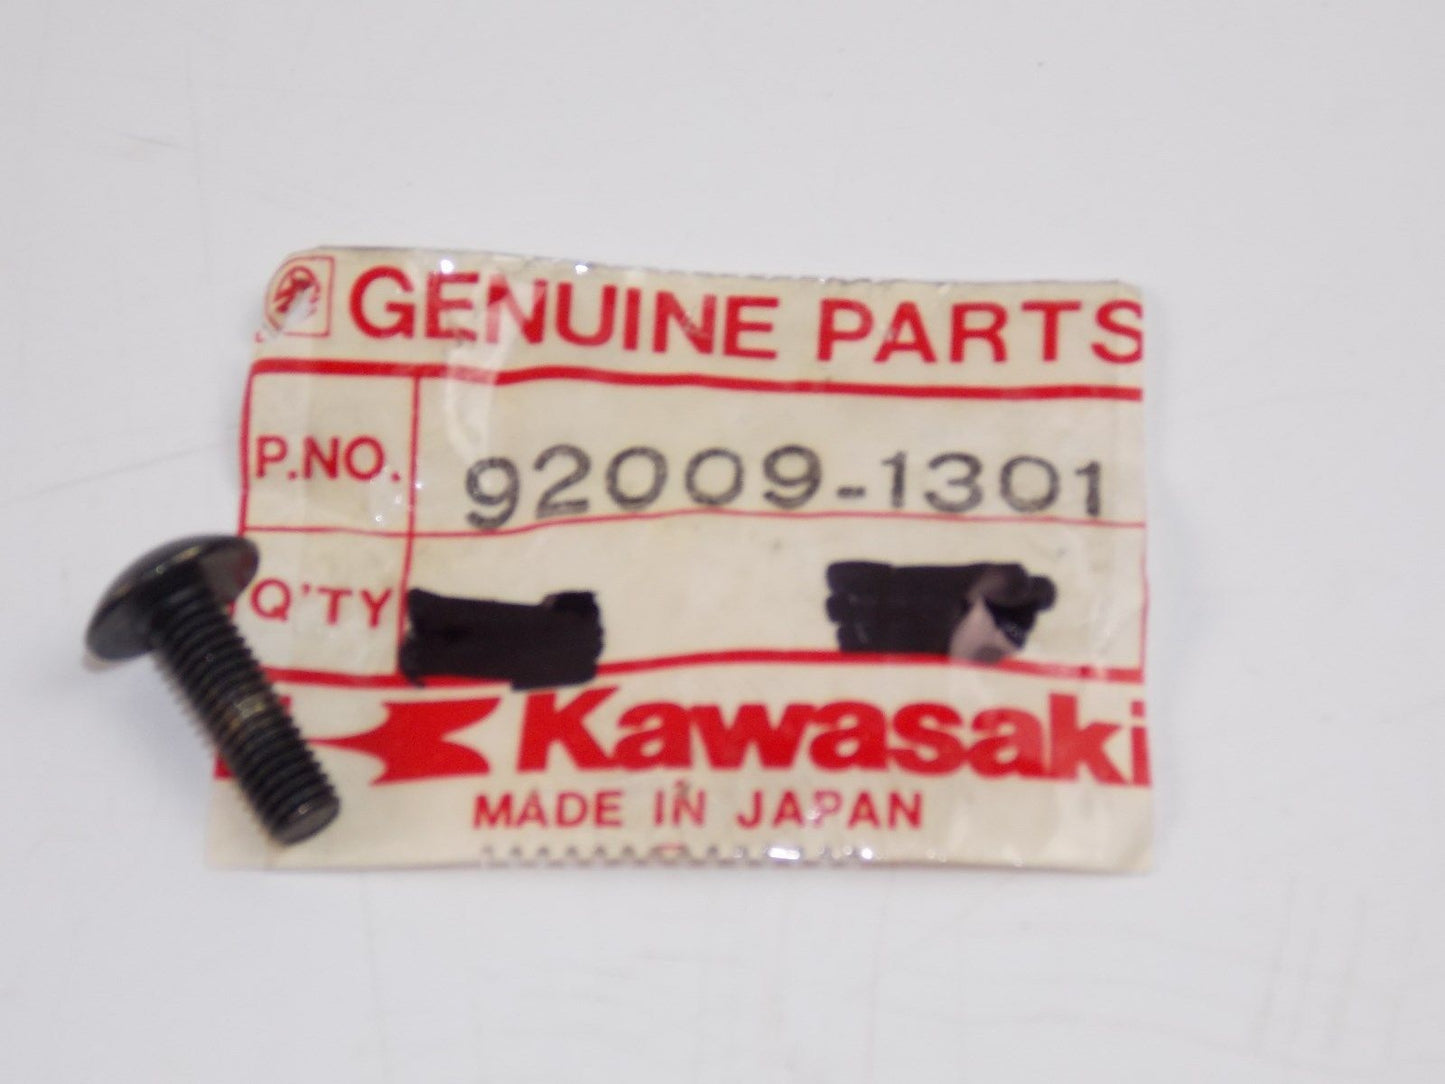 GENUINE PARTS
P.NO. 92009-1301
Q'TY
Kawasaki
MADE IN JAPAN